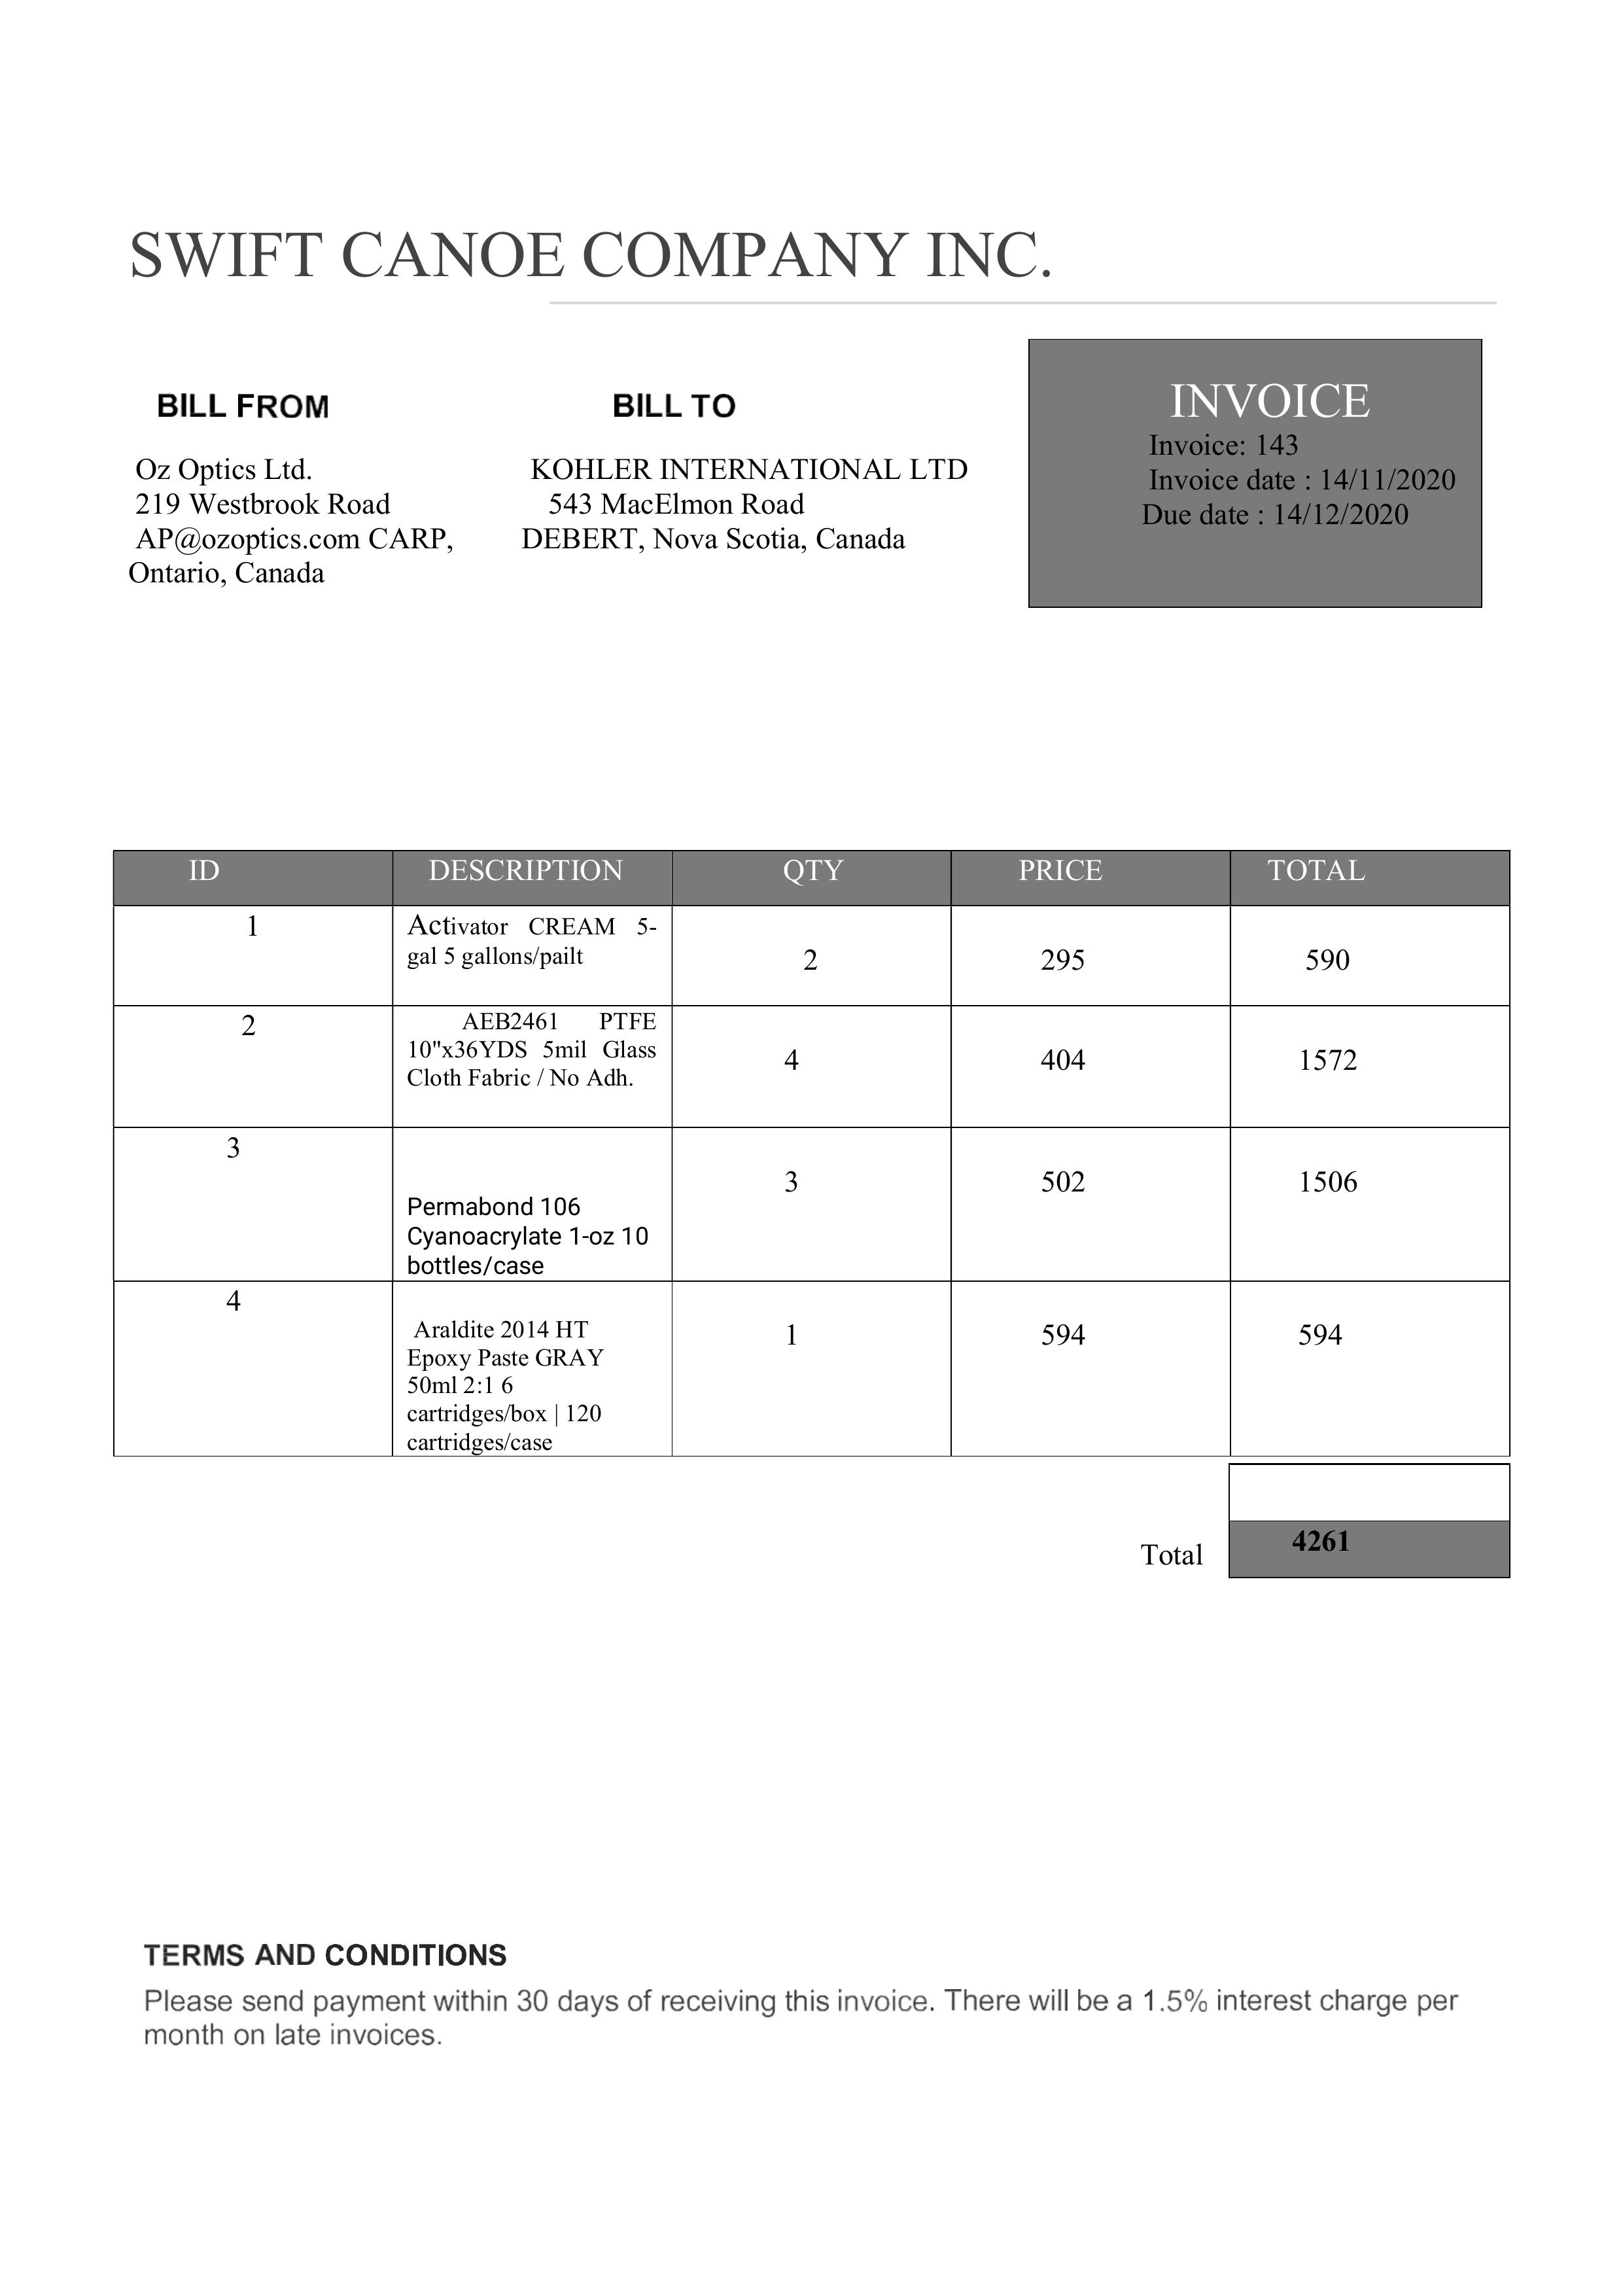 SWIFT CANOE COMPANY INC.
BILL FROM
Oz Optics Ltd.
219 Westbrook Road
AP@ozoptics.com CARP,
Ontario, Canada
BILL TO
KOHLER INTERNATIONAL LTD
543 MacElmon Road
DEBERT, Nova Scotia, Canada
INVOICE
Invoice: 143
Invoice date : 14/11/2020
Due date : 14/12/2020
ID DESCRIPTION QTY PRICE TOTAL
1
Activator CREAM 5-
gal 5 gallons/pailt
2 295 590
2
AEB2461 PTFE
10"x36YDS 5mil Glass
Cloth Fabric / No Adh.
4 404 1572
3
Permabond 106
Cyanoacrylate 1-oz 10
bottles/case
3 502 1506
4
Araldite 2014 HT
Epoxy Paste GRAY
50ml 2:1 6
cartridges/box | 120
cartridges/case
1 594 594
Total 4261
TERMS AND CONDITIONS
Please send payment within 30 days of receiving this invoice. There will be a 1.5% interest charge per
month on late invoices.